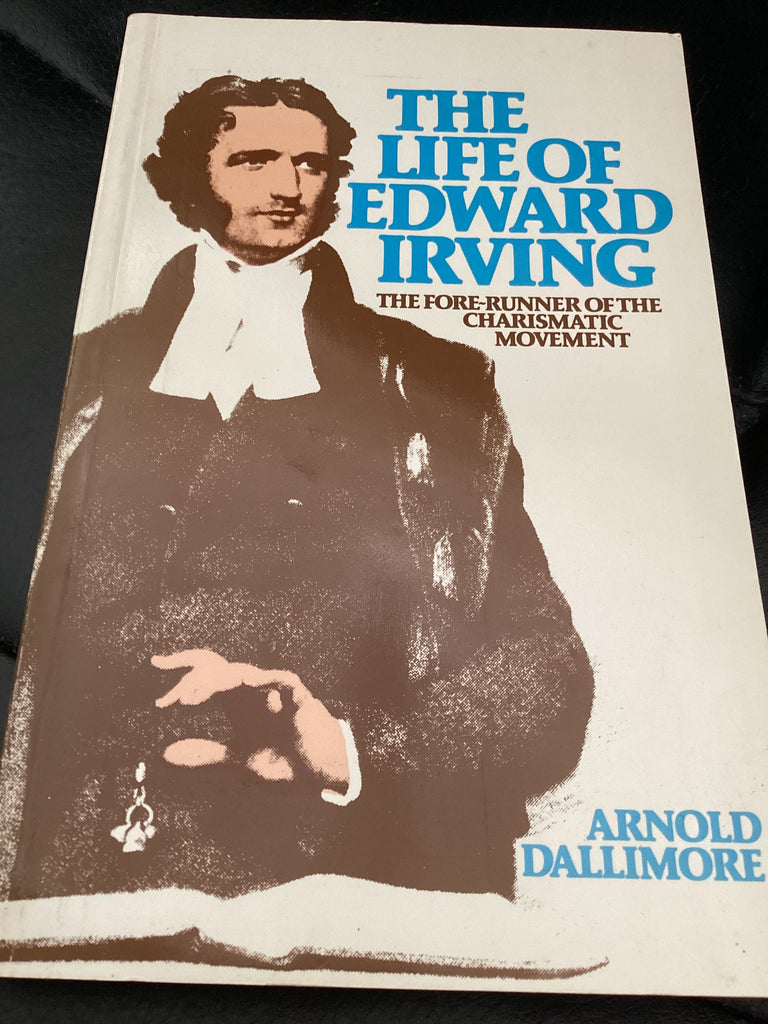 THE
LIFE OF
EDWARD
IRVING
THE FORE-RUNNER OF THE
CHARISMATIC
MOVEMENT
ARNOLD
DALLIMORE